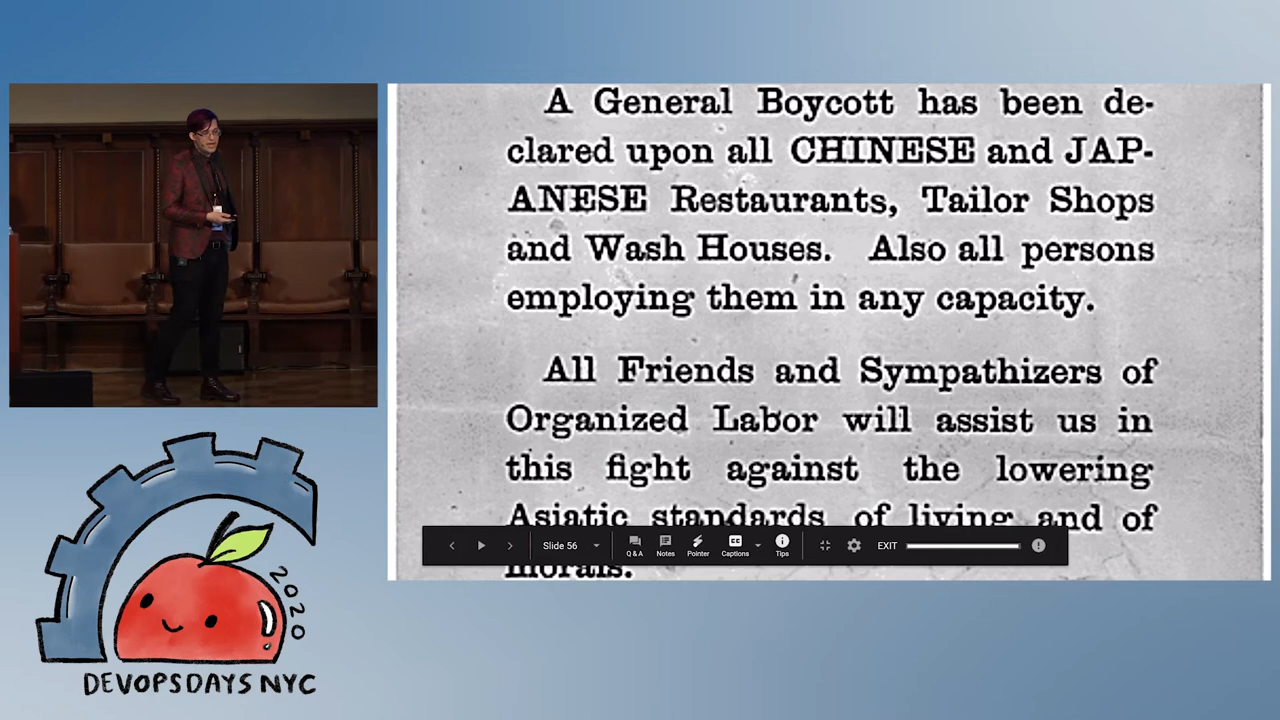 A General Boycott has been de-
clared upon all CHINESE and JAP-
ANESE Restaurants, Tailor Shops
and Wash Houses. Also all persons
employing them in any capacity.
All Friends and Sympathizers of
Organized Labor will assist us in
this fight against the lowering
Asiatic standards of living and of
morals.
Slide 56
Q & A
Notes
Pointer
CC
Captions
Tips
EXIT
2020
DEVOPSDAYS NYC